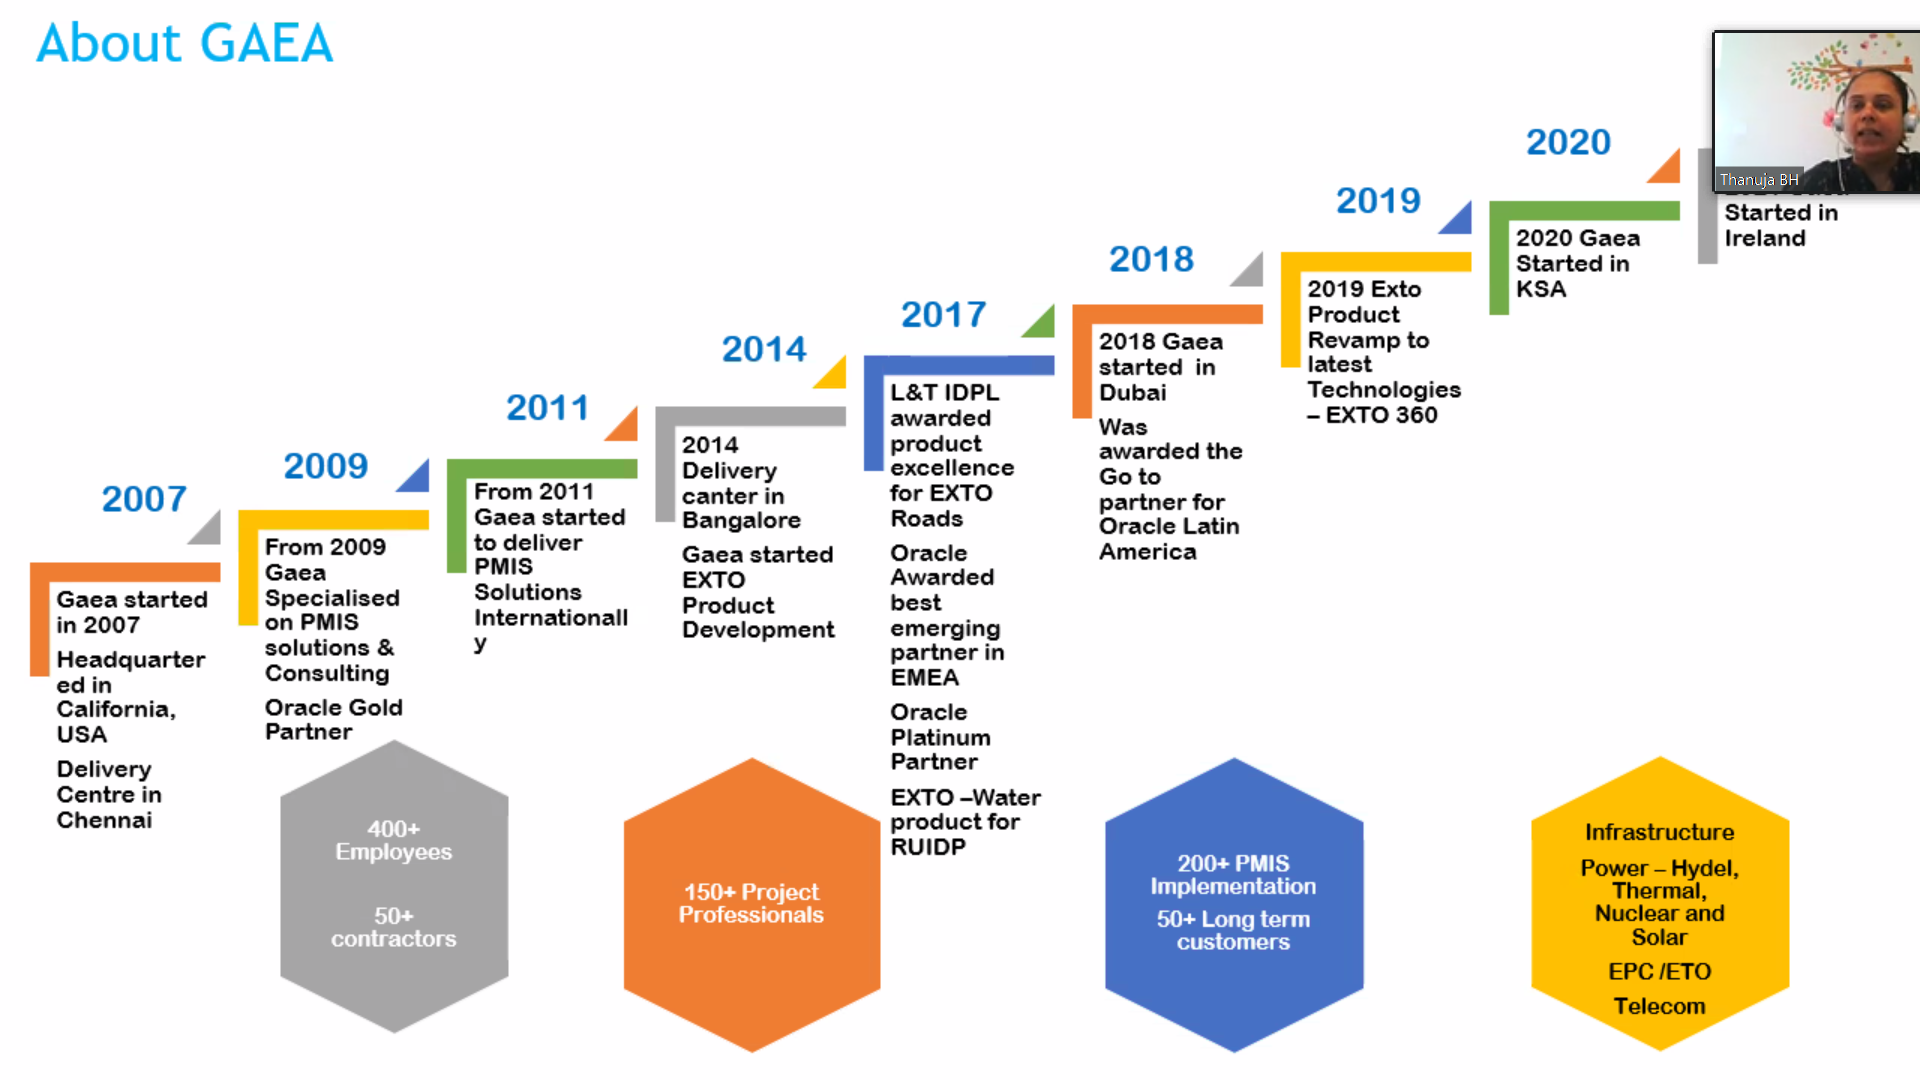 About GAEA
Thanuja BH
2007
Gaea started
in 2007
Headquarter
ed in
California,
USA
Delivery
Centre in
Chennai
2009
From 2009
Gaea
Specialised
on PMIS
solutions &
Consulting
Oracle Gold
Partner
2011
From 2011
Gaea started
to deliver
PMIS
Solutions
Internationall
y
2014
2014
Delivery
canter in
Bangalore
Gaea started
EXTO
Product
Development
2017
L&T IDPL
awarded
product
excellence
for EXTO
Roads
Oracle
Awarded
best
emerging
partner in
EMEA
Oracle
Platinum
Partner
EXTO –Water
product for
RUIDP
2018
2018 Gaea
started in
Dubai
Was
awarded the
Go to
partner for
Oracle Latin
America
2019
2019 Exto
Product
Revamp to
latest
Technologies
– EXTO 360
2020
2020 Gaea
Started in
KSA
Started in
Ireland
400+
Employees
50+
contractors
150+ Project
Professionals
200+ PMIS
Implementation
50+ Long term
customers
Infrastructure
Power – Hydel,
Thermal,
Nuclear and
Solar
EPC /ETO
Telecom